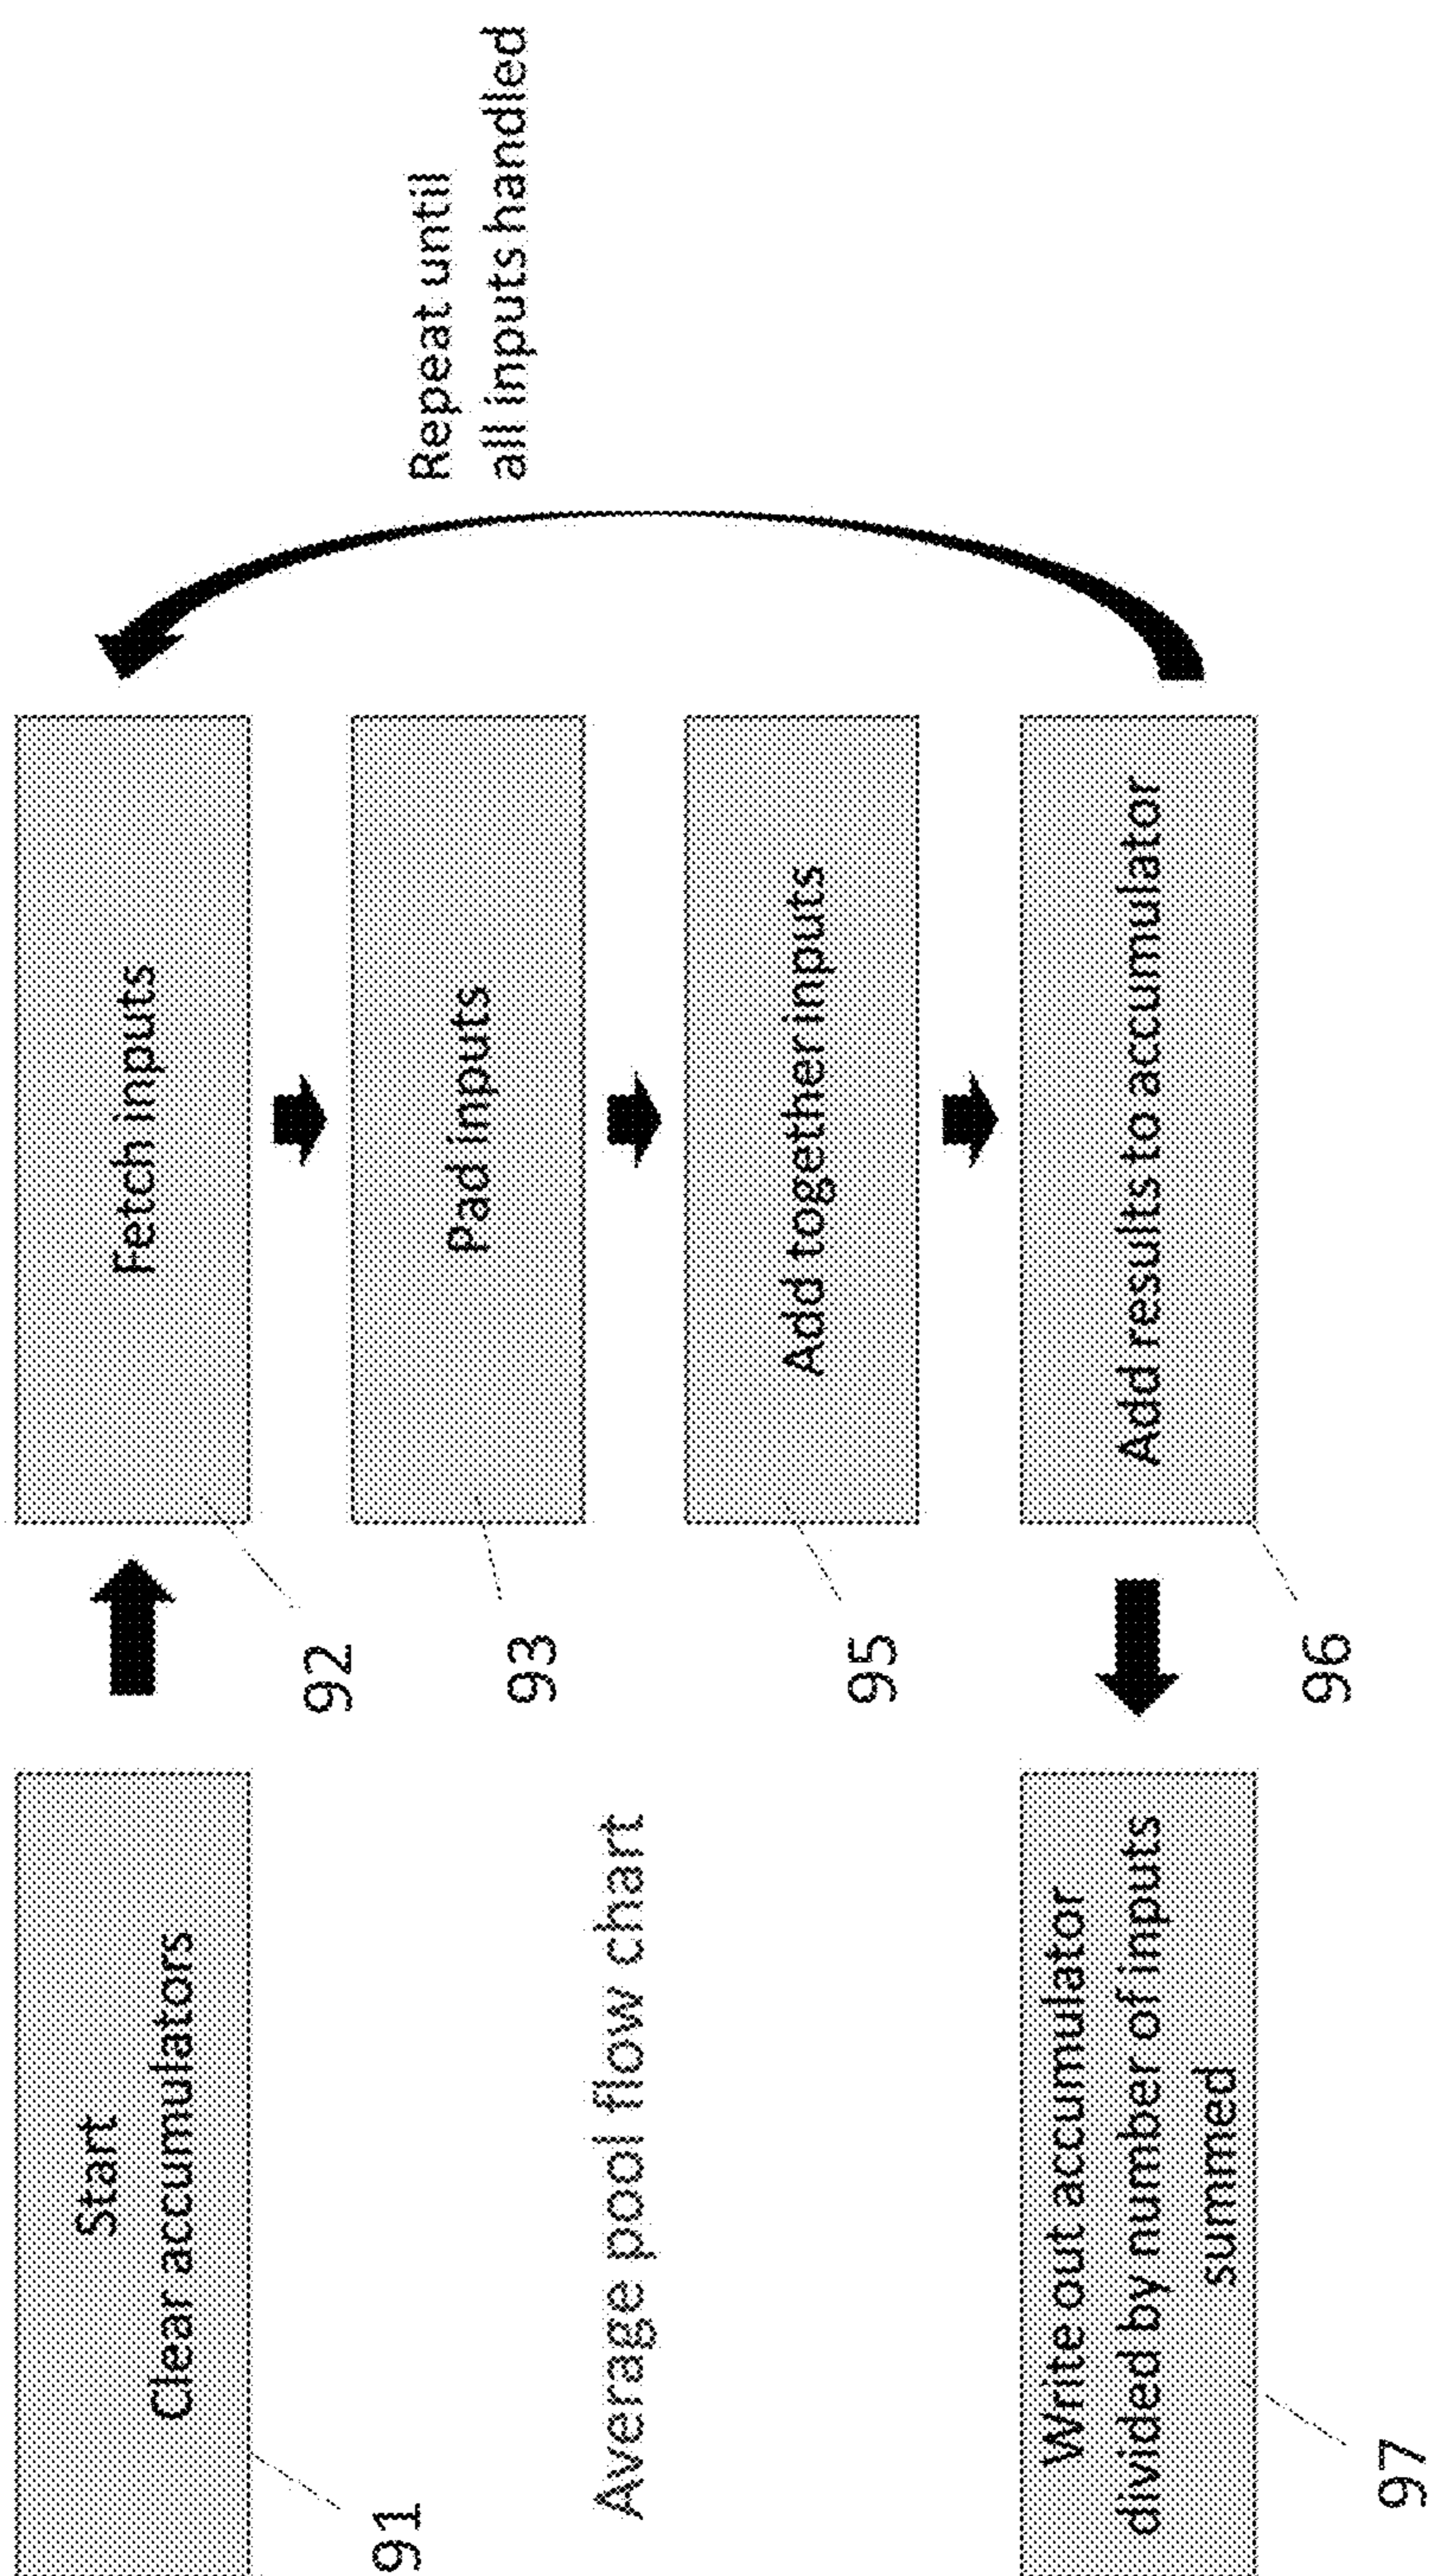 Start
Clear accumulators
91
Fetch inputs
92
Pad inputs
93
Add together inputs
95
Add results to accumulator
96
Repeat until
all inputs handled
Average pool flow chart
Write out accumulator
divided by number of inputs
summed
97